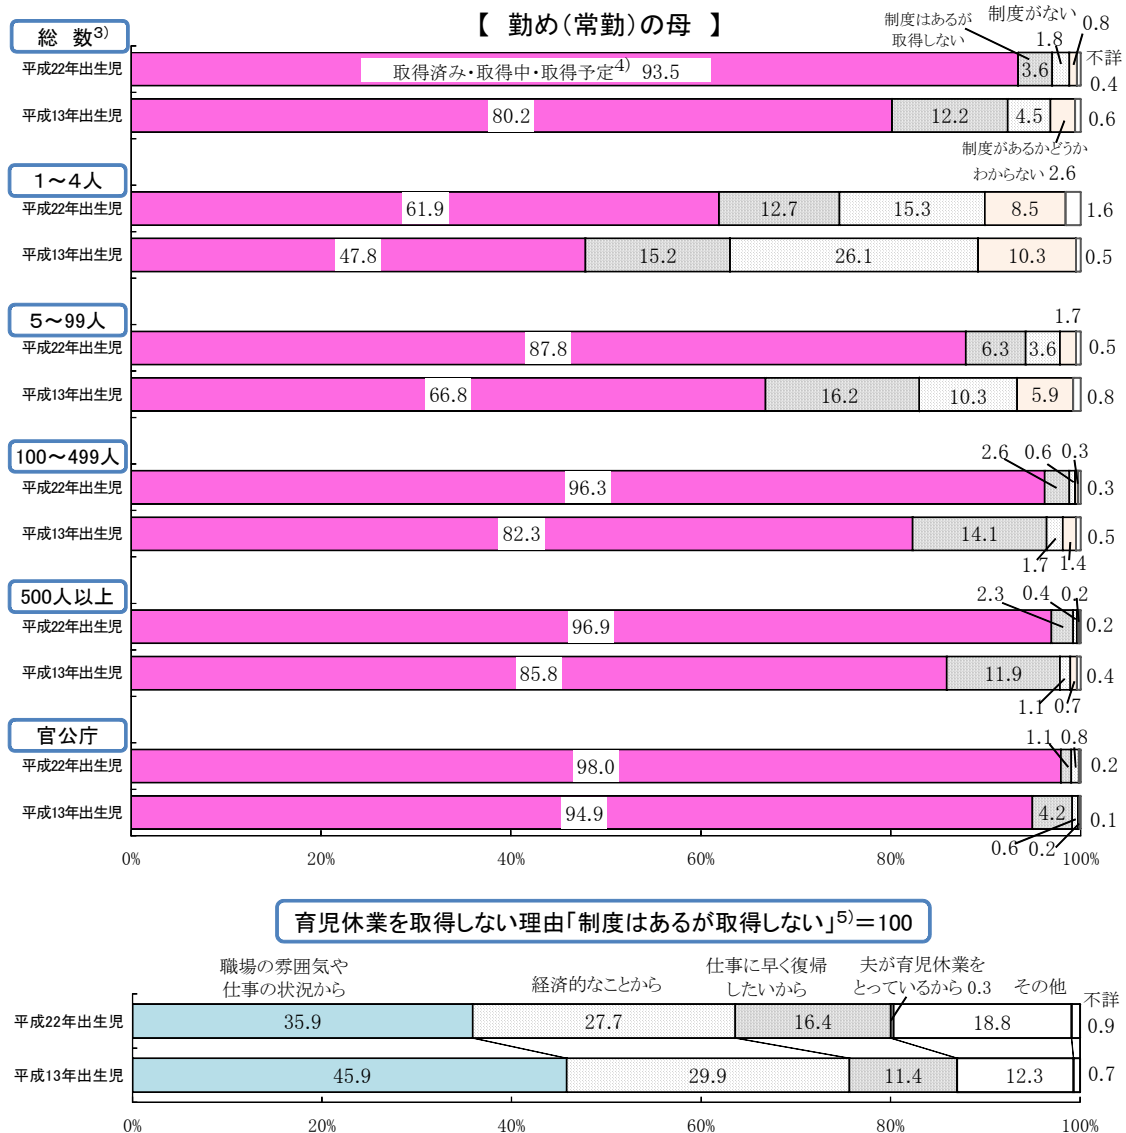 【 勤め(常勤)の母 】
総 数3)
制度はあるが
取得しない
制度がない
1.8
0.8
不詳
平成22年出生児
取得済み・取得中・取得予定4) 93.5
3.6
0.4
平成13年出生児
80.2
12.2
4.5
0.6
制度があるかどうか
わからない 2.6
1～4人
平成22年出生児
61.9
12.7
15.3
8.5
1.6
平成13年出生児
47.8
15.2
26.1
10.3
0.5
5～99人
1.7
平成22年出生児
87.8
6.3
3.6
0.5
平成13年出生児
66.8
16.2
10.3
5.9
0.8
100～499人
2.6
0.6
0.3
平成22年出生児
96.3
0.3
平成13年出生児
82.3
14.1
0.5
1.7
1.4
500人以上
2.3
0.4
0.2
平成22年出生児
96.9
0.2
平成13年出生児
85.8
11.9
0.4
1.1
0.7
官公庁
1.1
0.8
平成22年出生児
98.0
0.2
平成13年出生児
94.9
4.2
0.1
0.6
0.2
0%
20%
40%
60%
80%
100%
育児休業を取得しない理由「制度はあるが取得しない」5)＝100
職場の雰囲気や
仕事の状況から
経済的なことから
仕事に早く復帰
したいから
夫が育児休業を
とっているから 0.3
その他
不詳
平成22年出生児
35.9
27.7
16.4
18.8
0.9
平成13年出生児
45.9
29.9
11.4
12.3
0.7
0%
20%
40%
60%
80%
100%